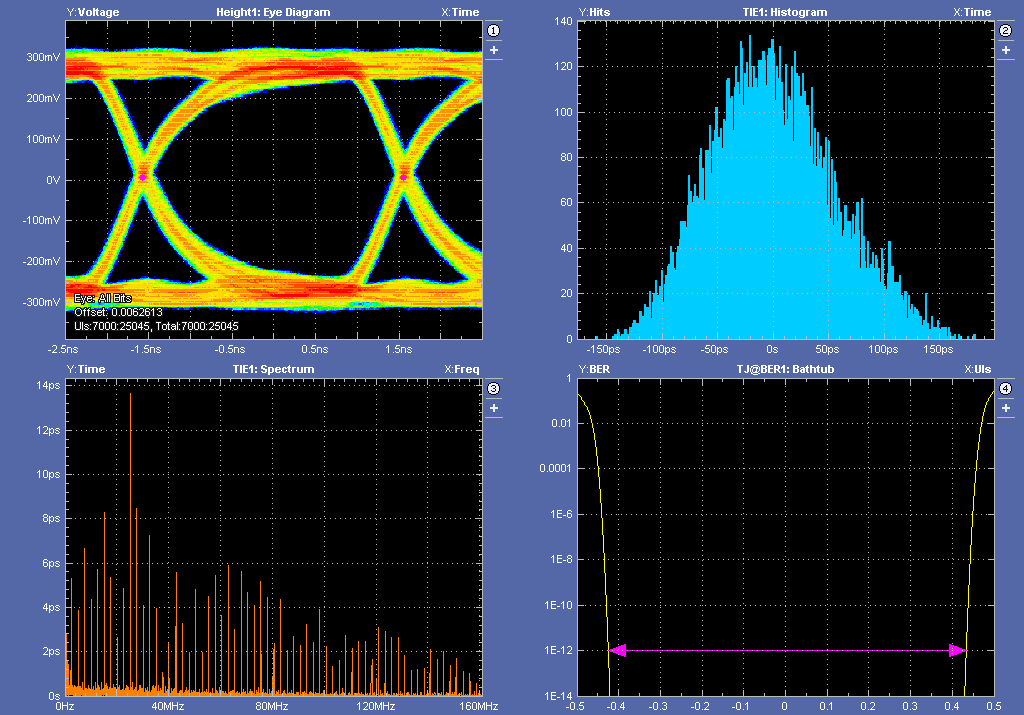 Y:Voltage Height1: Eye Diagram X:Time
1
+
300mV
200mV
100mV
0V
-100mV
-200mV
-300mV
Eye: All Bits
Offset: 0.0062613
UIs:7000:25045, Total:7000:25045
-2.5ns -1.5ns -0.5ns 0.5ns 1.5ns
Y:Hits TIE1: Histogram X:Time
2
+
140
120
100
80
60
40
20
0
-150ps -100ps -50ps 0s 50ps 100ps 150ps
Y:Time TIE1: Spectrum X:Freq
3
+
14ps
12ps
10ps
8ps
6ps
4ps
2ps
0s
0Hz 40MHz 80MHz 120MHz 160MHz
Y:BER TJ@BER1: Bathtub X:UIs
4
+
1
0.01
0.0001
1E-6
1E-8
1E-10
1E-12
1E-14
-0.5 -0.4 -0.3 -0.2 -0.1 0 0.1 0.2 0.3 0.4 0.5